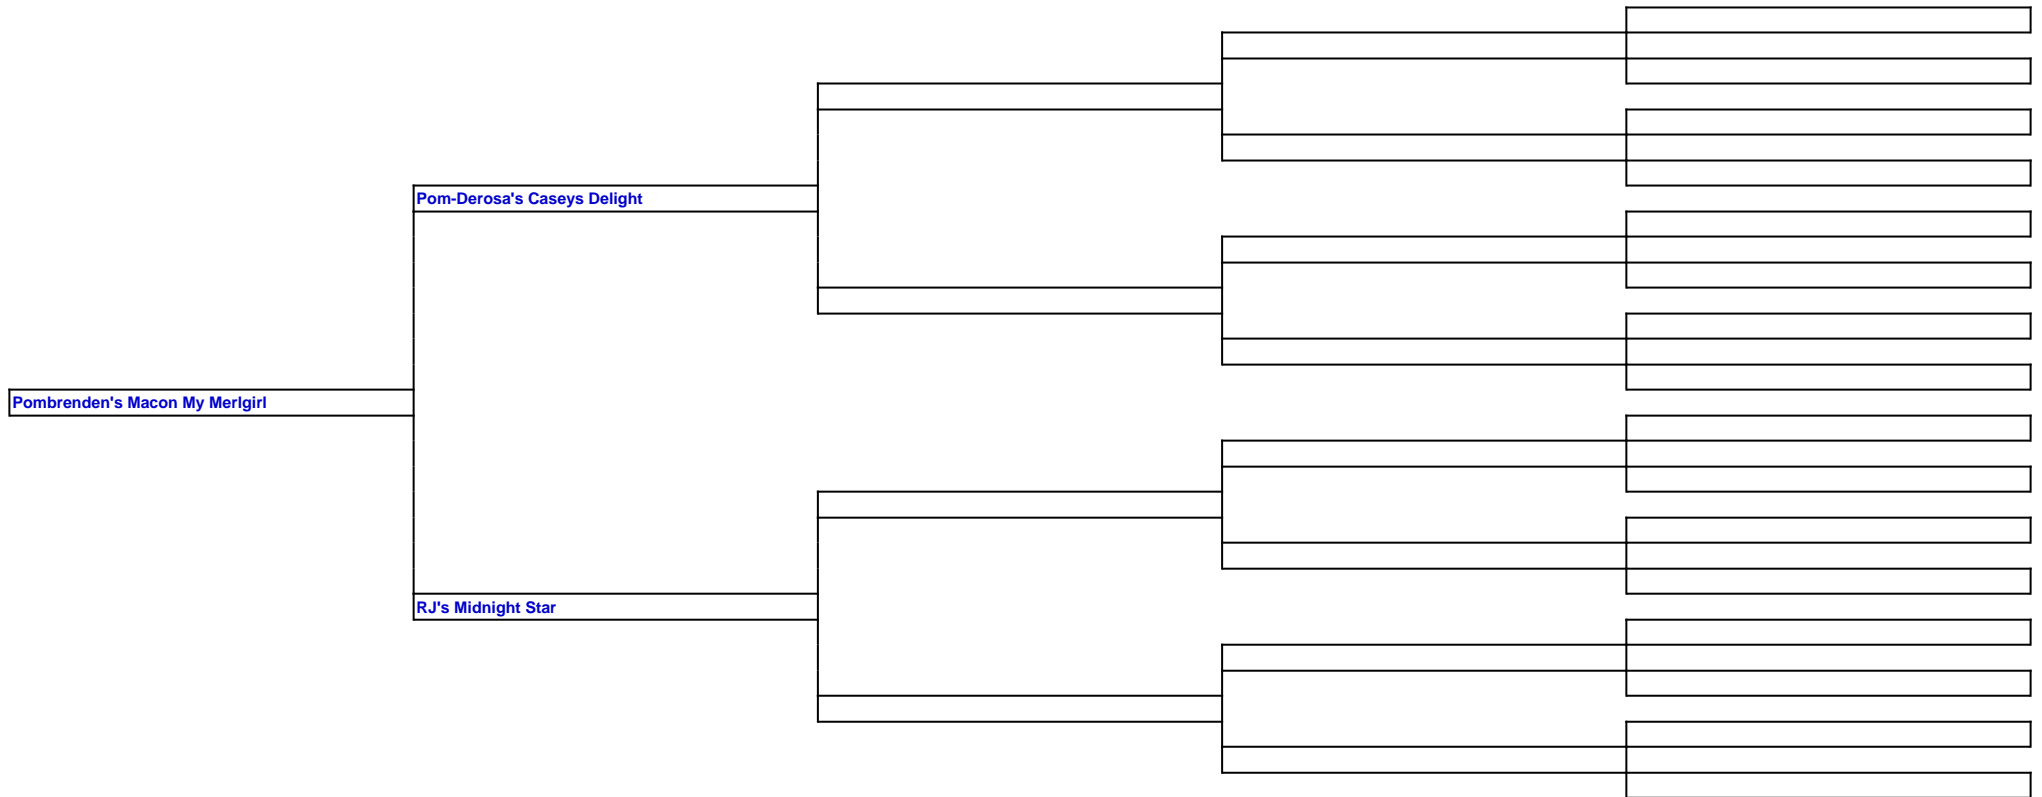 Pom-Derosa's Caseys Delight
Pombrenden's Macon My Merlgirl
RJ's Midnight Star